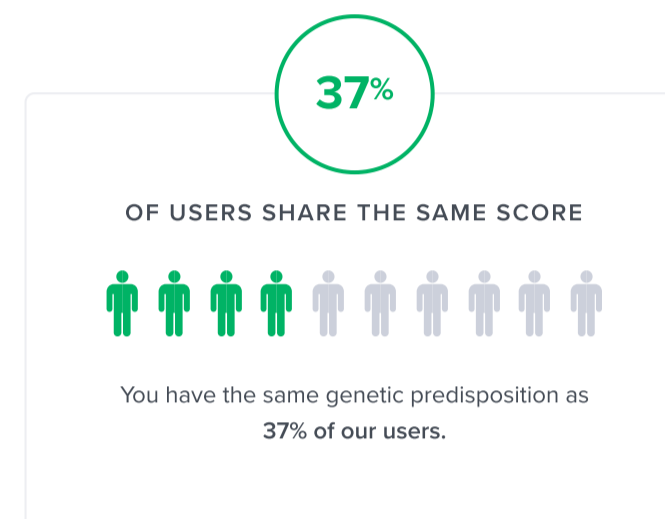 37%
OF USERS SHARE THE SAME SCORE
You have the same genetic predisposition as
37% of our users.